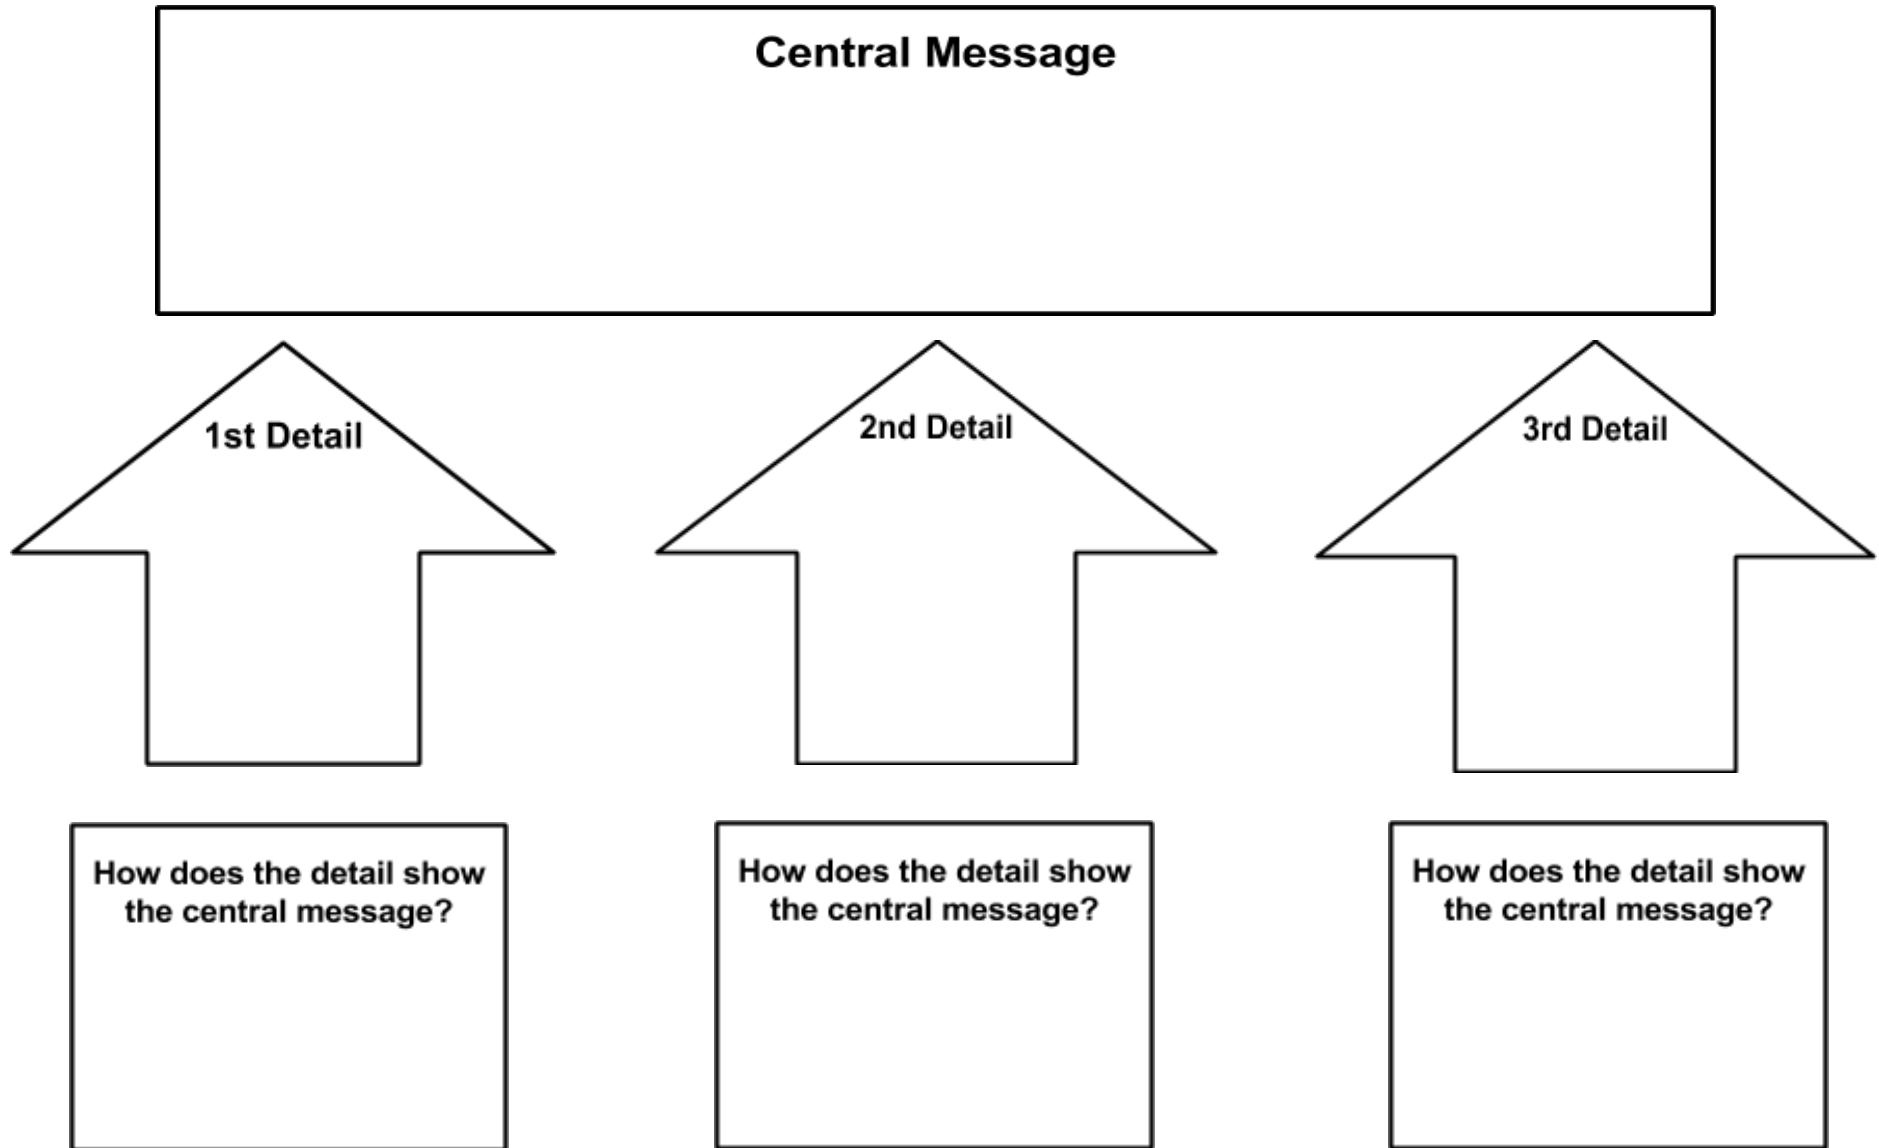 Central Message
1st Detail
2nd Detail
3rd Detail
How does the detail show
the central message?
How does the detail show
the central message?
How does the detail show
the central message?